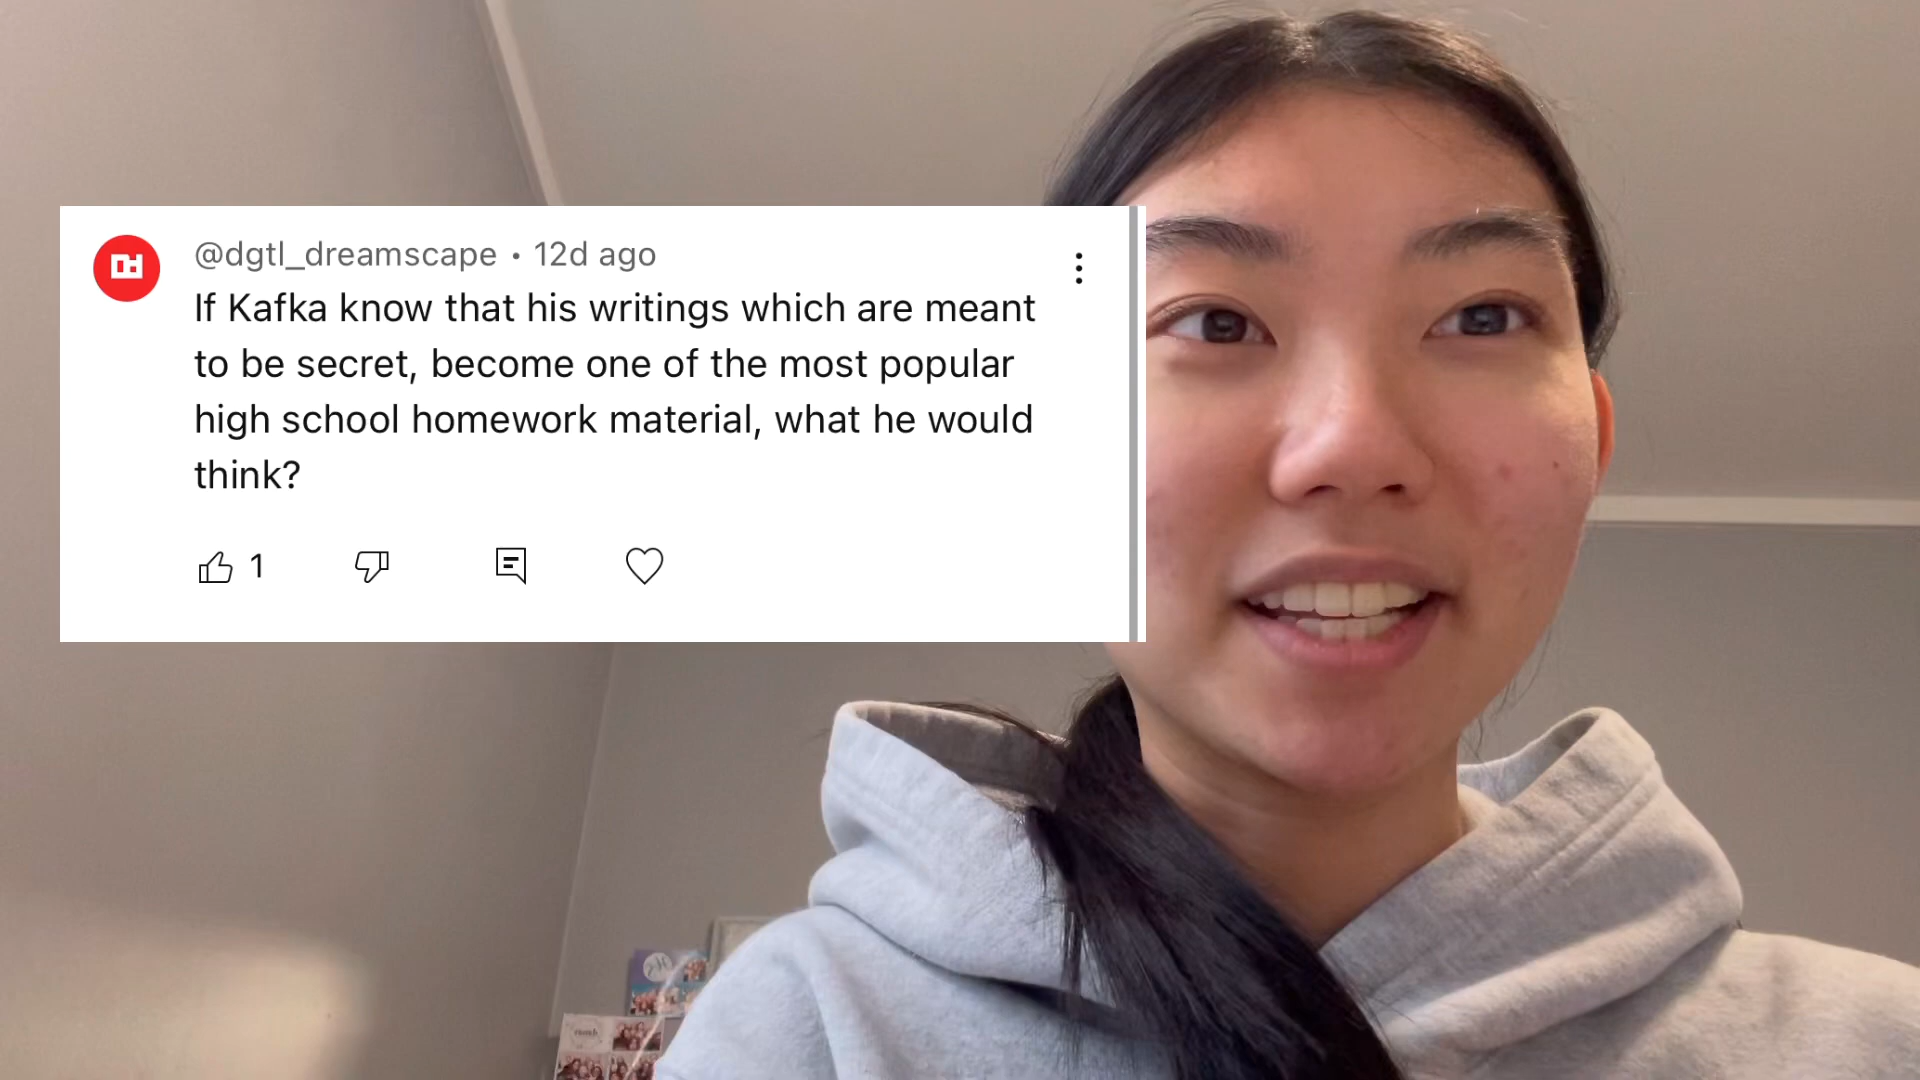 @dgtl_dreamscape • 12d ago
If Kafka know that his writings which are meant
to be secret, become one of the most popular
high school homework material, what he would
think?
1